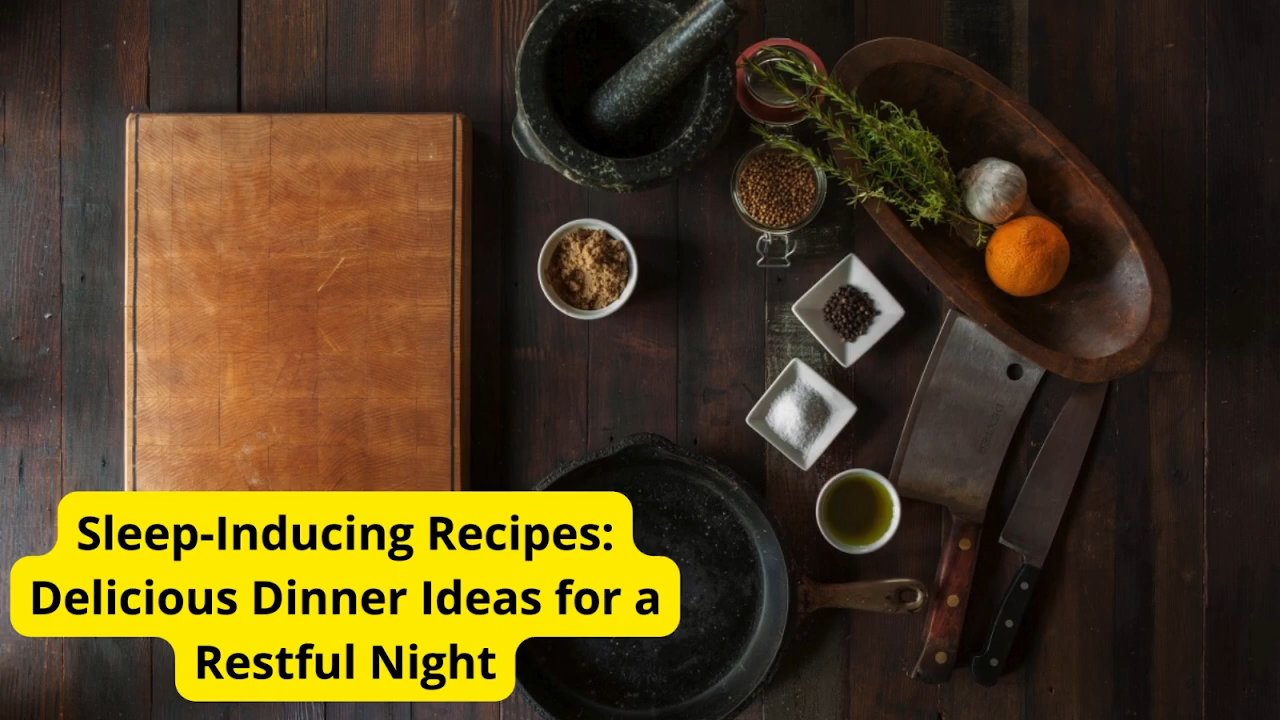 Sleep-Inducing Recipes:
Delicious Dinner Ideas for a
Restful Night